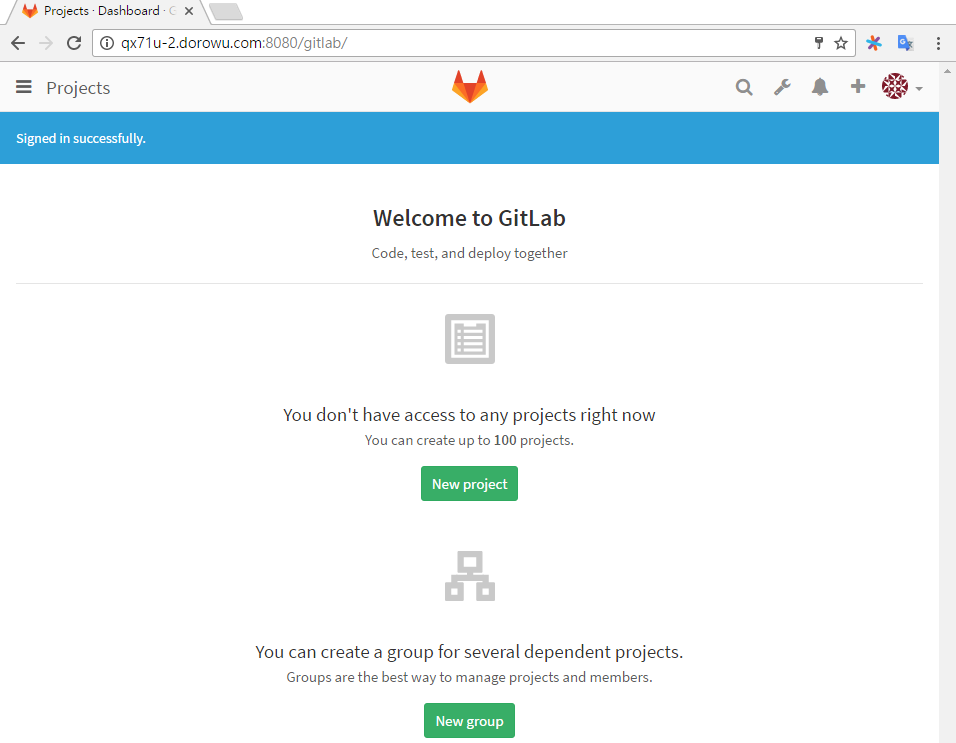 Projects · Dashboard · G
qx71u-2.dorowu.com:8080/gitlab/
Projects
Signed in successfully.
Welcome to GitLab
Code, test, and deploy together
You don't have access to any projects right now
You can create up to 100 projects.
New project
You can create a group for several dependent projects.
Groups are the best way to manage projects and members.
New group